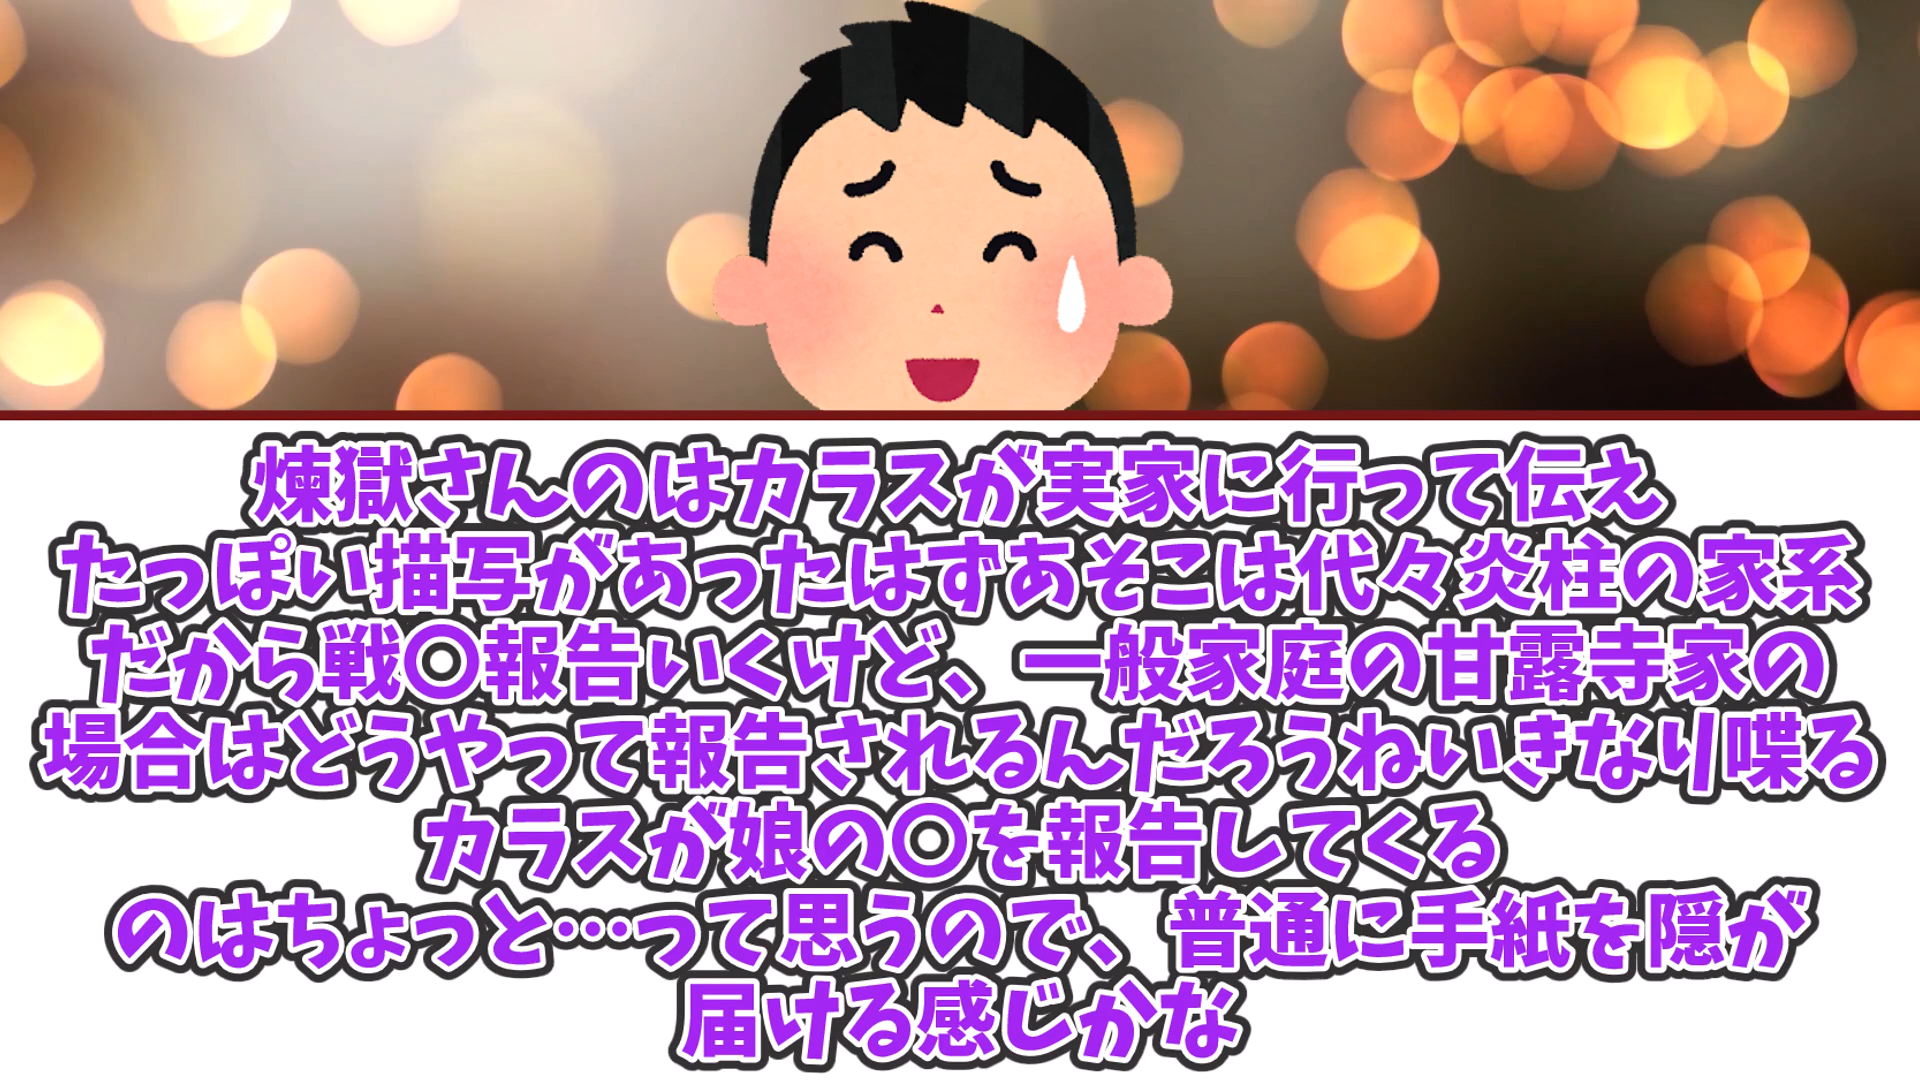 煉獄さんのはカラスが実家に行って伝え
たっぽい描写があったはずあそこは代々炎柱の家系
だから戦〇報告いくけど、一般家庭の甘露寺家の
場合はどうやって報告されるんだろうねいきなり喋る
カラスが娘の〇を報告してくる
のはちょっと…って思うので、普通に手紙を隠が
届ける感じかな